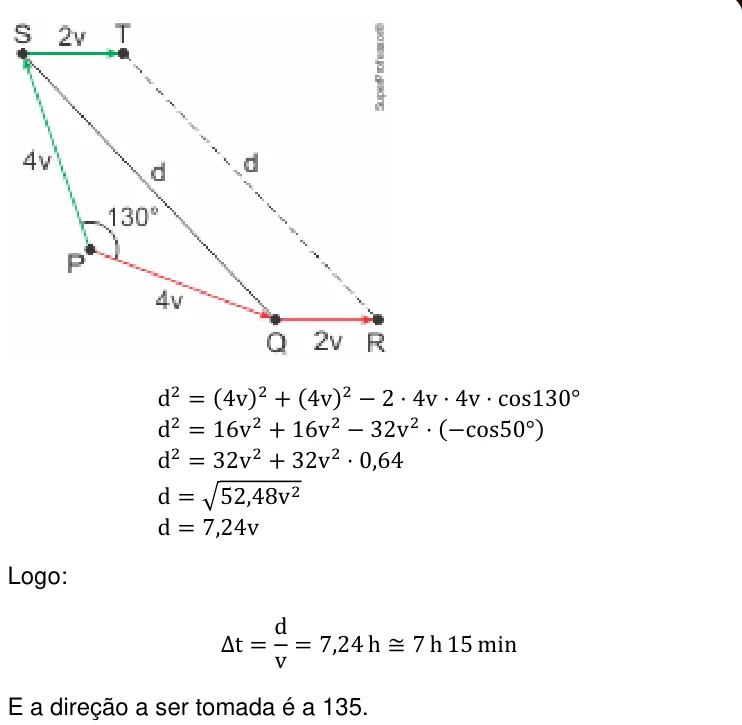 S 2v T
SuperProfessor®
4v
d
d
130°
P
4v
Q 2v R
d² = (4v)² + (4v)² − 2 · 4v · 4v · cos130°
d² = 16v² + 16v² − 32v² · (−cos50°)
d² = 32v² + 32v² · 0,64
d = √52,48v²
d = 7,24v
Logo:
Δt = d/v = 7,24 h ≅ 7 h 15 min
E a direção a ser tomada é a 135.